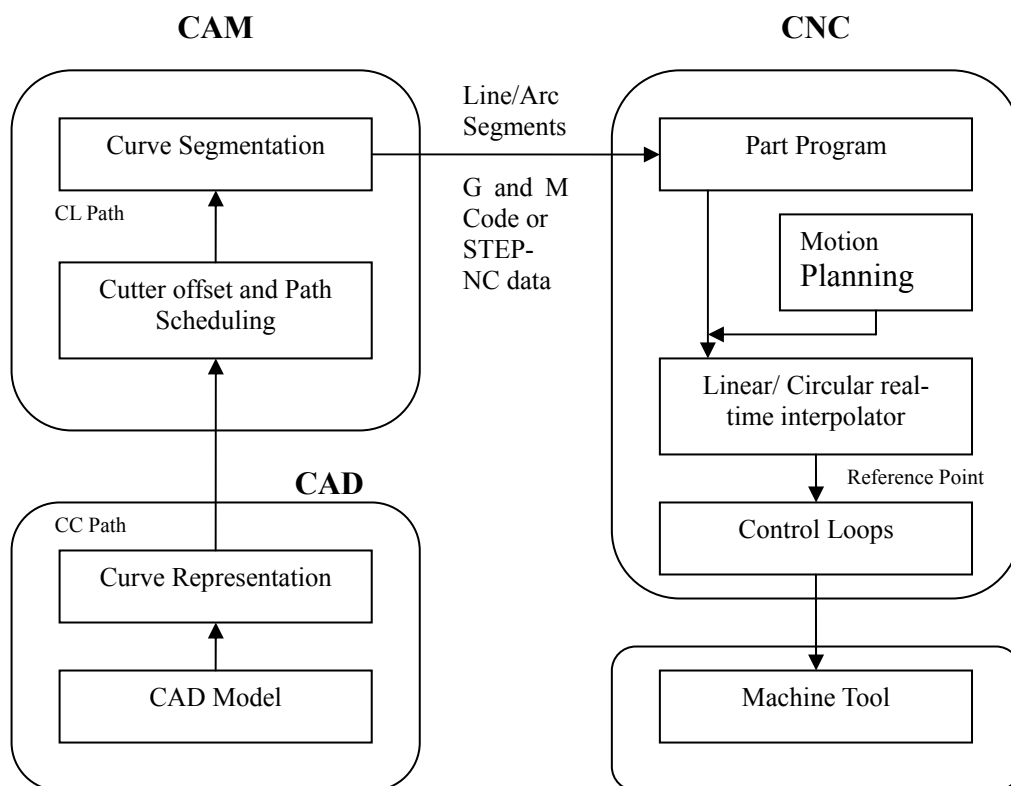 CAM
Curve Segmentation
CL Path
Cutter offset and Path
Scheduling
CAD
CC Path
Curve Representation
CAD Model
Line/Arc
Segments
G and M
Code or
STEP-
NC data
CNC
Part Program
Motion
Planning
Linear/ Circular real-
time interpolator
Reference Point
Control Loops
Machine Tool